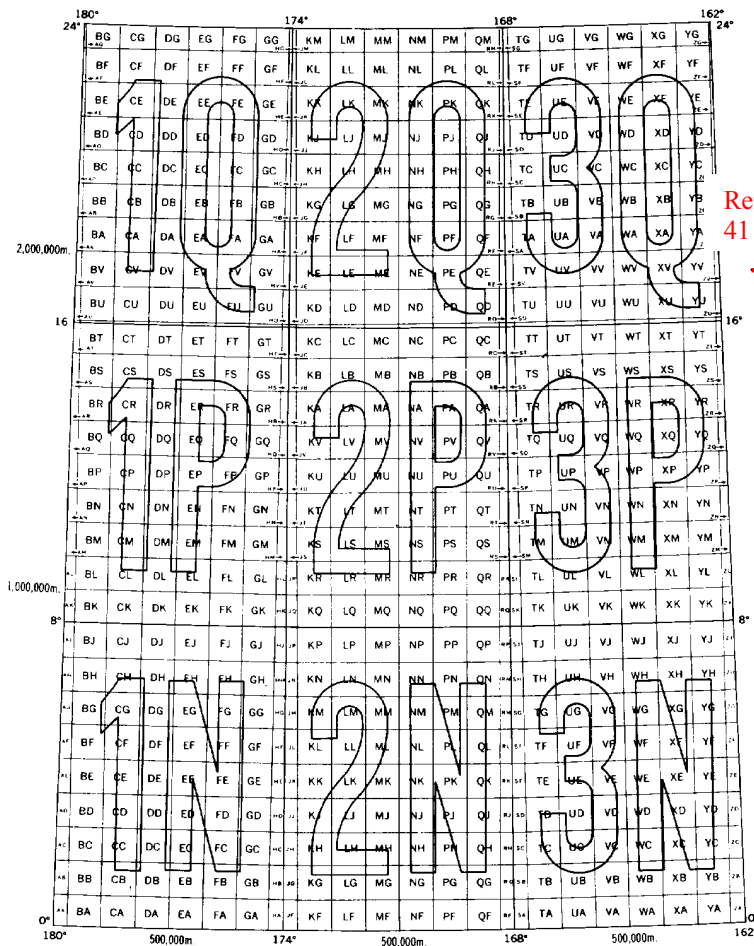 180° 174° 168° 162°
24° 24°
BG CG DG EG FG GG KM LM MM NM PM QM TG UG VG WG XG YG
BF CF DF EF FF GF KL LL ML NL PL QL TF UF VF WF XF YF
BE CE DE EE FE GE KK LK MK NK PK QK TE UE VE WE XE YE
BD CD DD ED FD GD KJ LJ MJ NJ PJ QJ TD UD VD WD XD YD
1Q 2Q 3Q
BC CC DC EC FC GC KH LH MH NH PH QH TC UC VC WC XC YC
BB CB DB EB FB GB KG LG MG NG PG QG TB UB VB WB XB YB
Re
41
BA CA DA EA FA GA KF LF MF NF PF QF TA UA VA WA XA YA
2,000,000m.
BV CV DV EV FV GV KE LE ME NE PE QE TV UV VV WV XV YV
BU CU DU EU FU GU KD LD MD ND PD QD TU UU VU WU XU YU
16 16°
BT CT DT ET FT GT KC LC MC NC PC QC TT UT VT WT XT YT
BS CS DS ES FS GS KB LB MB NB PB QB TS US VS WS XS YS
BR CR DR ER FR GR KA LA MA NA PA QA TR UR VR WR XR YR
BQ CQ DQ EQ FQ GQ KV LV MV NV PV QV TQ UQ VQ WQ XQ YQ
1P 2P 3P
BP CP DP EP FP GP KU LU MU NU PU QU TP UP VP WP XP YP
BN CN DN EN FN GN KT LT MT NT PT QT TN UN VN WN XN YN
BM CM DM EM FM GM KS LS MS NS PS QS TM UM VM WM XM YM
BL CL DL EL FL GL KR LR MR NR PR QR TL UL VL WL XL YL
1,000,000m.
BK CK DK EK FK GK KQ LQ MQ NQ PQ QQ TK UK VK WK XK YK
8° 8°
BJ CJ DJ EJ FJ GJ KP LP MP NP PP QP TJ UJ VJ WJ XJ YJ
BH CH DH EH FH GH KN LN MN NN PN QN TH UH VH WH XH YH
BG CG DG EG FG GG KM LM MM NM PM QM TG UG VG WG XG YG
BF CF DF EF FF GF KL LL ML NL PL QL TF UF VF WF XF YF
BE CE DE EE FE GE KK LK MK NK PK QK TE UE VE WE XE YE
1N 2N 3N
BD CD DD ED FD GD KJ LJ MJ NJ PJ QJ TD UD VD WD XD YD
BC CC DC EC FC GC KH LH MH NH PH QH TC UC VC WC XC YC
BB CB DB EB FB GB KG LG MG NG PG QG TB UB VB WB XB YB
BA CA DA EA FA GA KF LF MF NF PF QF TA UA VA WA XA YA
0° 0°
180° 500,000m. 174° 500,000m. 168° 500,000m. 162°